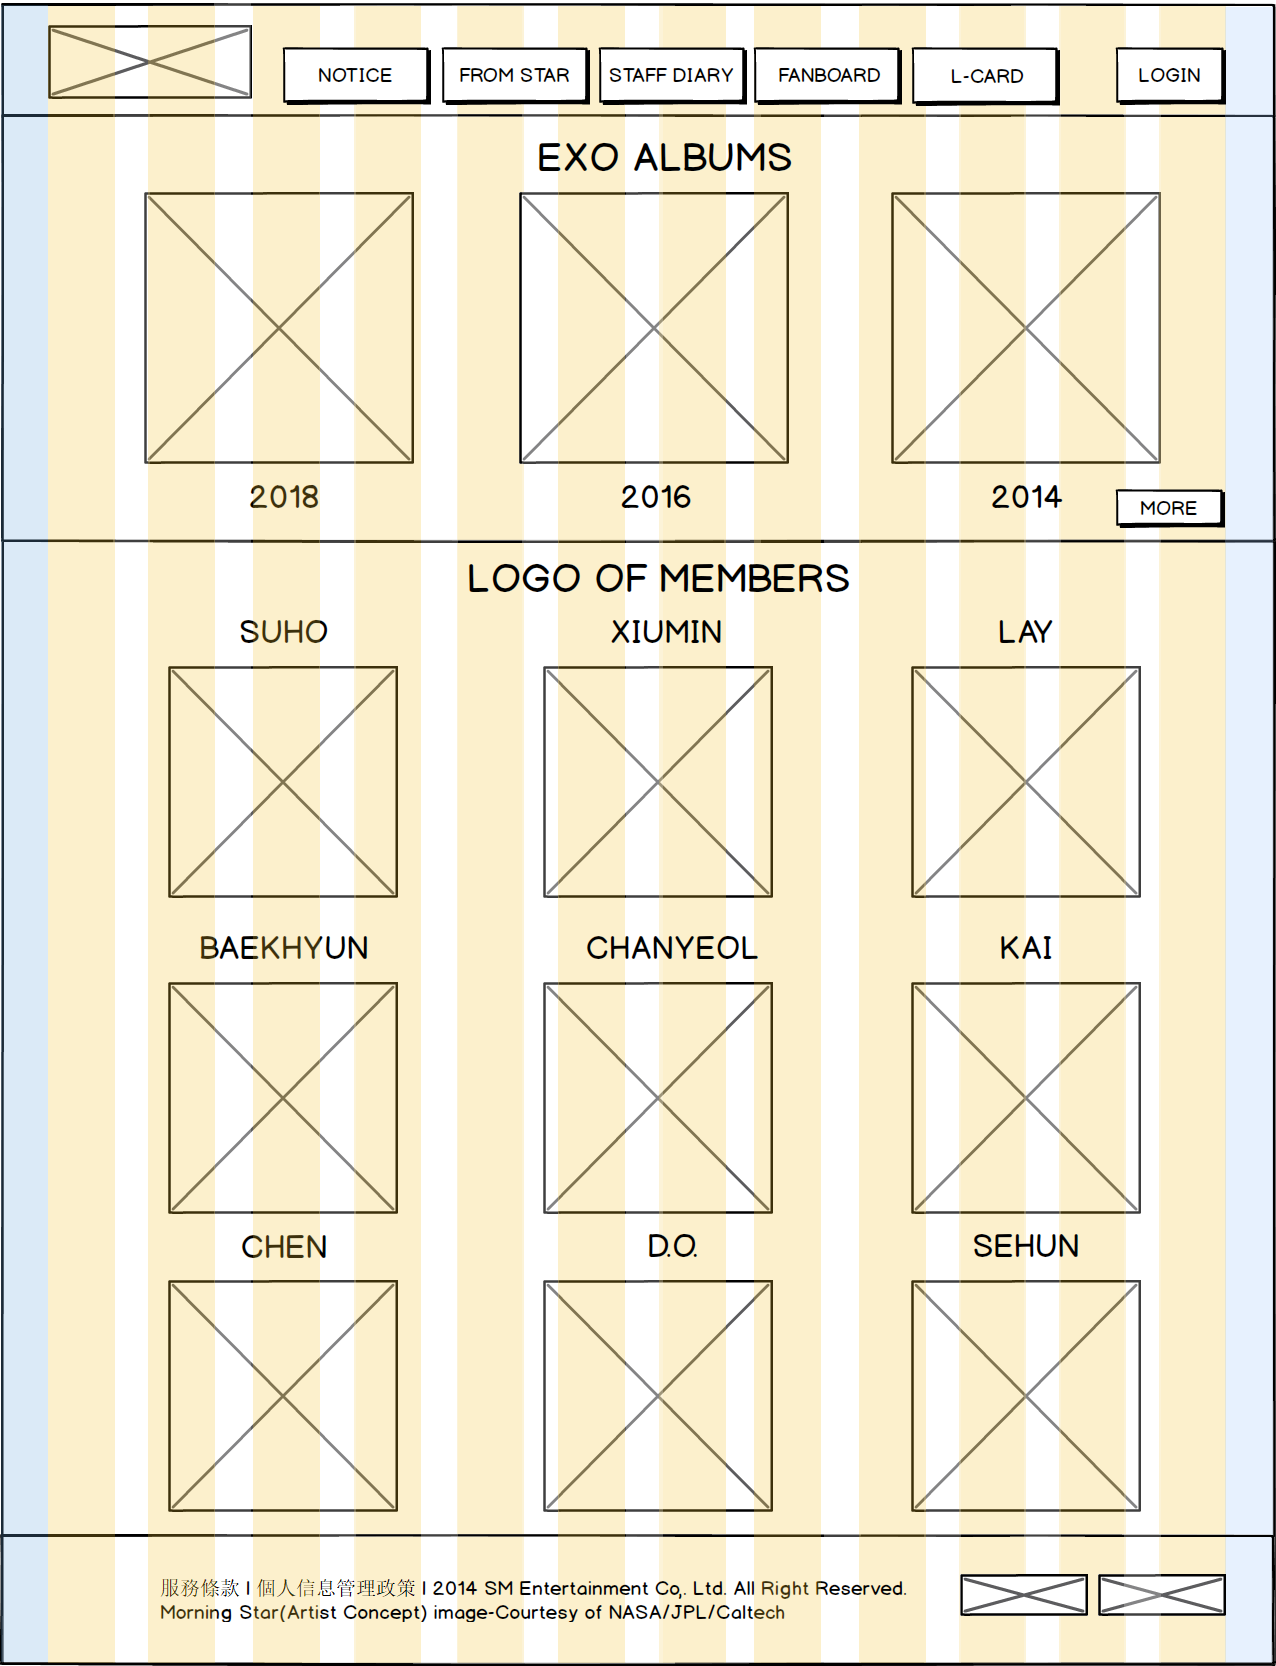 NOTICE
FROM STAR
STAFF DIARY
FANBOARD
L-CARD
LOGIN
EXO ALBUMS
2018
2016
2014
MORE
LOGO OF MEMBERS
SUHO
XIUMIN
LAY
BAEKHYUN
CHANYEOL
KAI
CHEN
D.O.
SEHUN
服務條款 | 個人信息管理政策 | 2014 SM Entertainment Co,. Ltd. All Right Reserved.
Morning Star(Artist Concept) image-Courtesy of NASA/JPL/Caltech